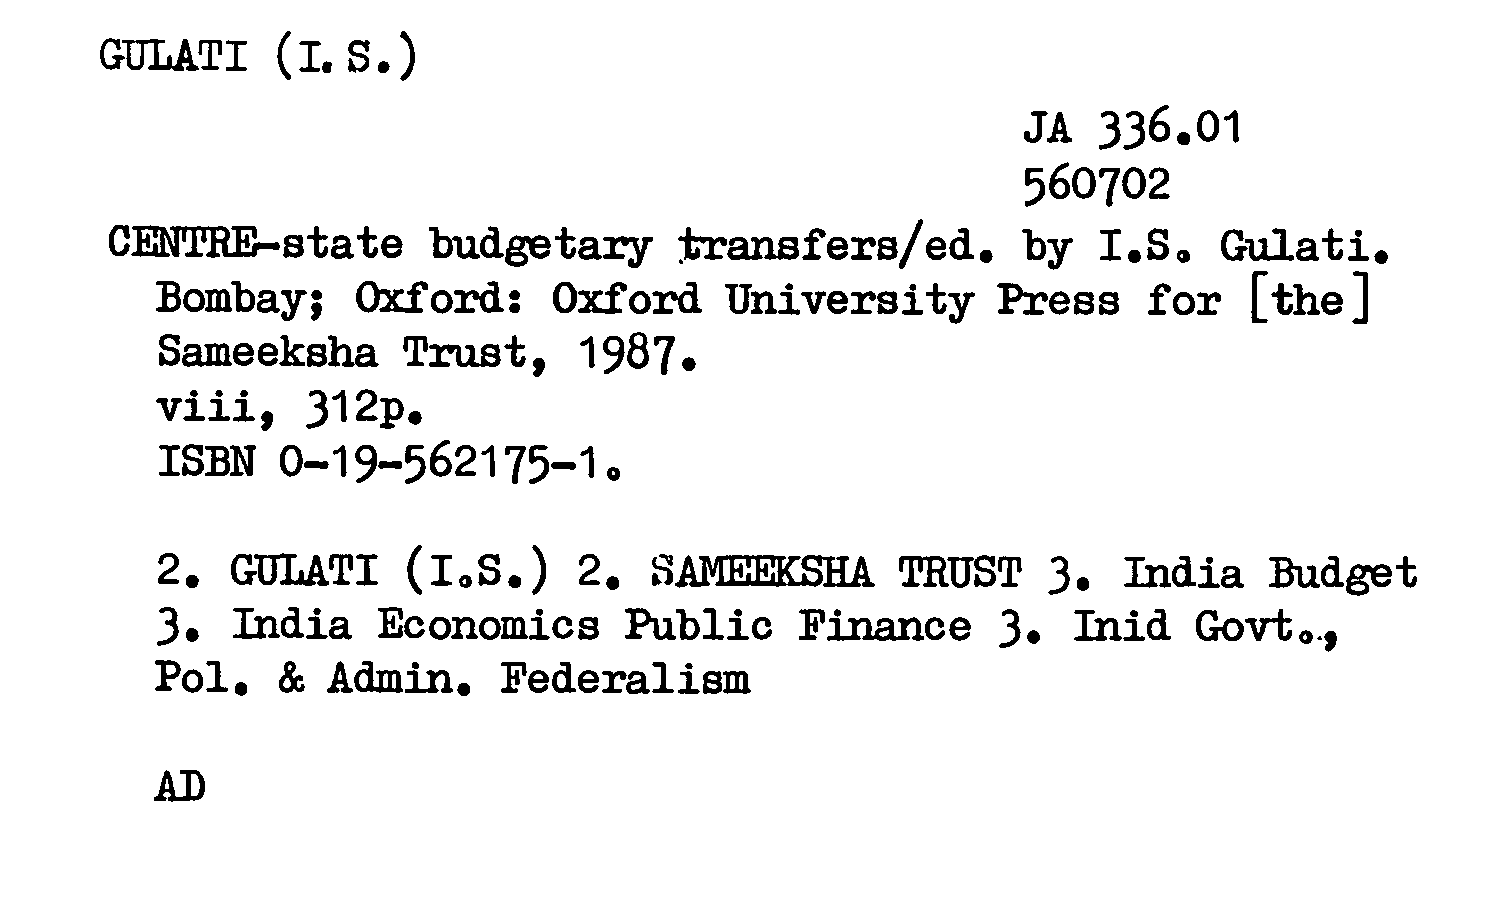 GULATI (I.S.)
JA 336.01
560702
CENTRE-state budgetary transfers/ed. by I.S. Gulati.
Bombay; Oxford: Oxford University Press for [the]
Sameeksha Trust, 1987.
viii, 312p.
ISBN 0-19-562175-1.
2. GULATI (I.S.) 2. SAMEEKSHA TRUST 3. India Budget
3. India Economics Public Finance 3. Inid Govt.,
Pol. & Admin. Federalism
AD